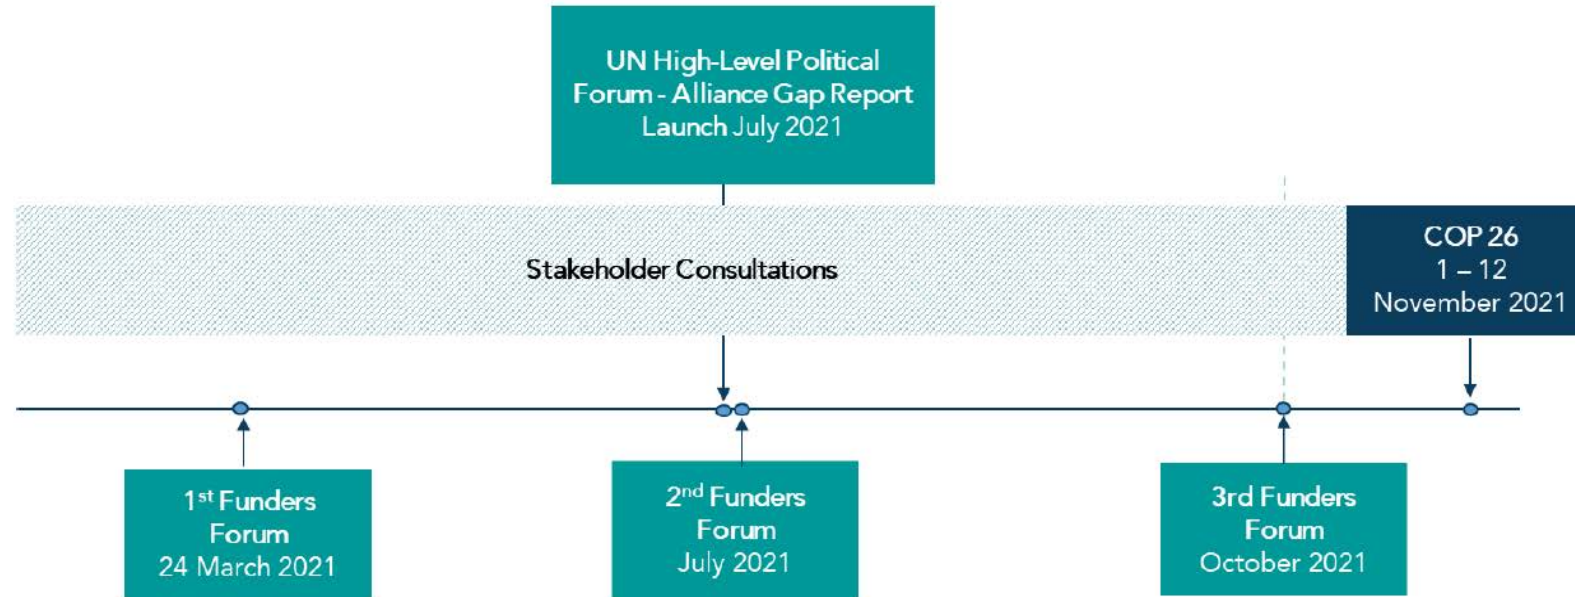 UN High-Level Political
Forum - Alliance Gap Report
Launch July 2021
Stakeholder Consultations
COP 26
1 – 12
November 2021
1st Funders
Forum
24 March 2021
2nd Funders
Forum
July 2021
3rd Funders
Forum
October 2021